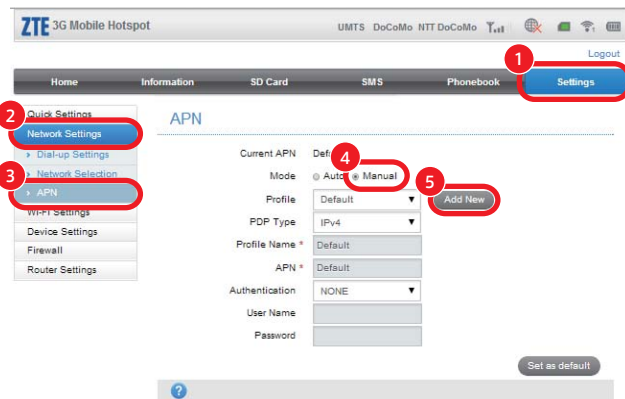 ZTE 3G Mobile Hotspot
UMTS DoCoMo NTT DoCoMo
Logout
1
Home Information SD Card SMS Phonebook Settings
2
Quick Settings
Network Settings
› Dial-up Settings
› Network Selection
3
› APN
Wi-Fi Settings
Device Settings
Firewall
Router Settings
APN
Current APN
4
Mode Auto Manual
5
Profile Default Add New
PDP Type IPv4
Profile Name * Default
APN * Default
Authentication NONE
User Name
Password
Set as default
?